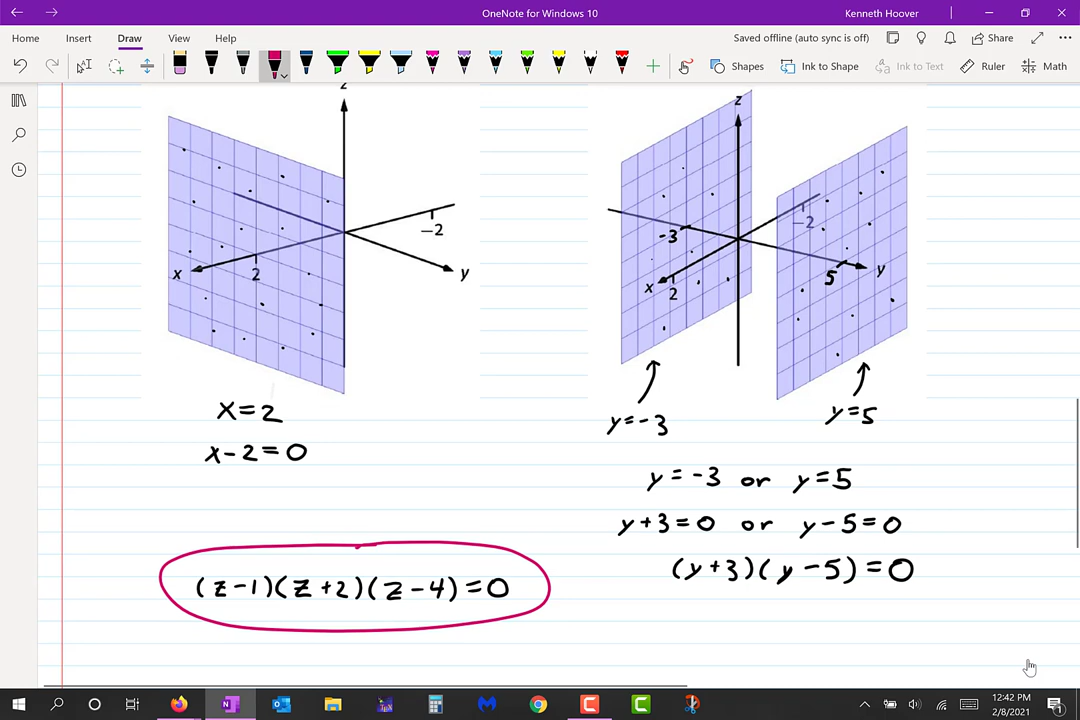 OneNote for Windows 10
Kenneth Hoover
Home Insert Draw View Help
Saved offline (auto sync is off)
Share
Shapes
Ink to Shape
Ink to Text
Ruler
Math
z
-2
x
2
y
x=2
x-2=0
z
-3
-2
x
2
5
y
y=-3
y=5
y=-3 or y=5
y+3=0 or y-5=0
(y+3)(y-5)=0
(z-1)(z+2)(z-4)=0
12:42 PM
2/8/2021
1